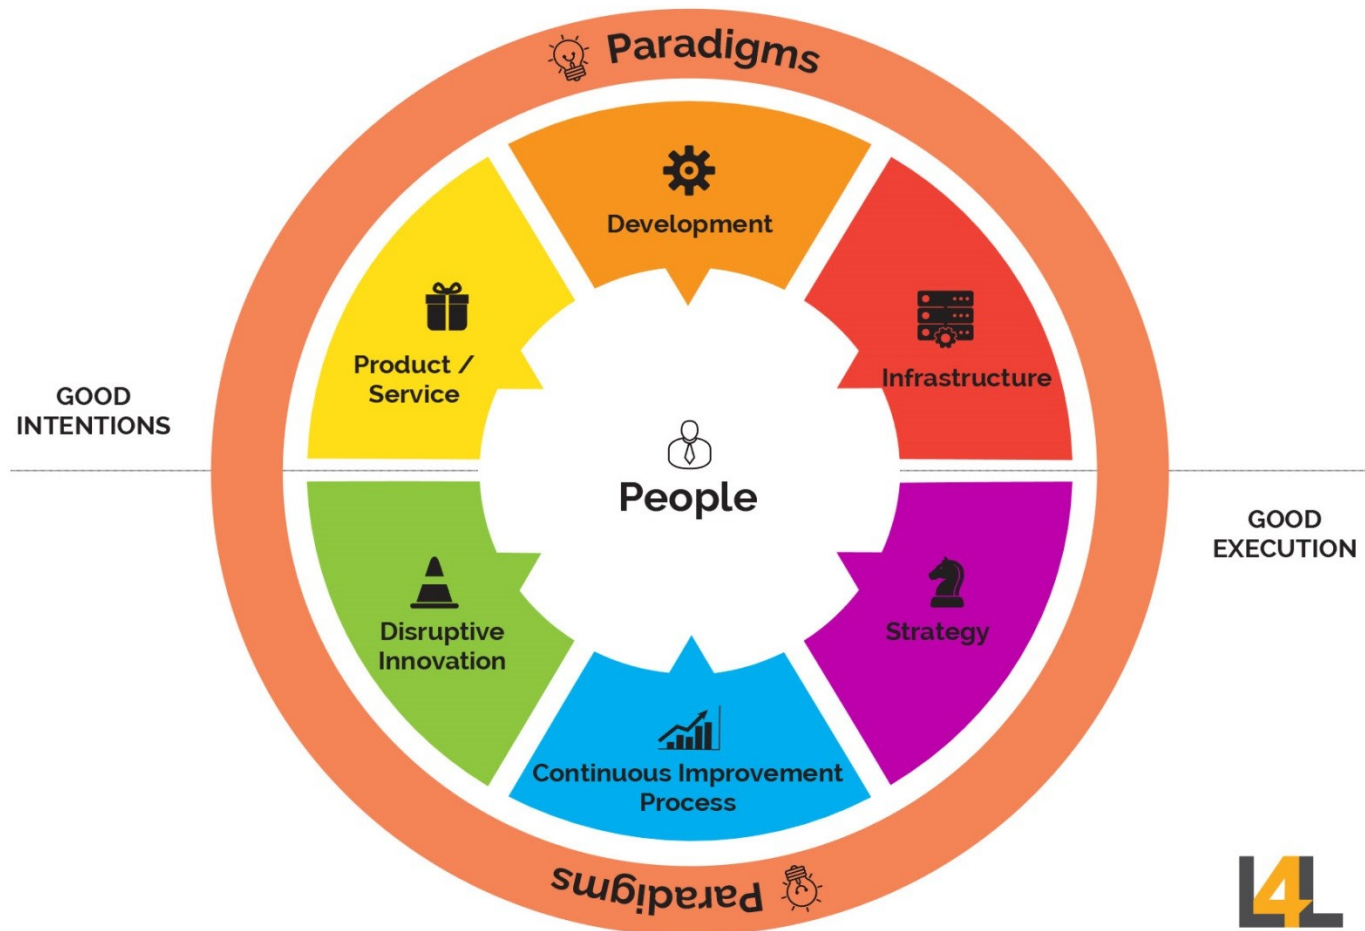 Paradigms
Development
Product /
Service
Infrastructure
GOOD
INTENTIONS
People
GOOD
EXECUTION
Disruptive
Innovation
Strategy
Continuous Improvement
Process
Paradigms
L4L